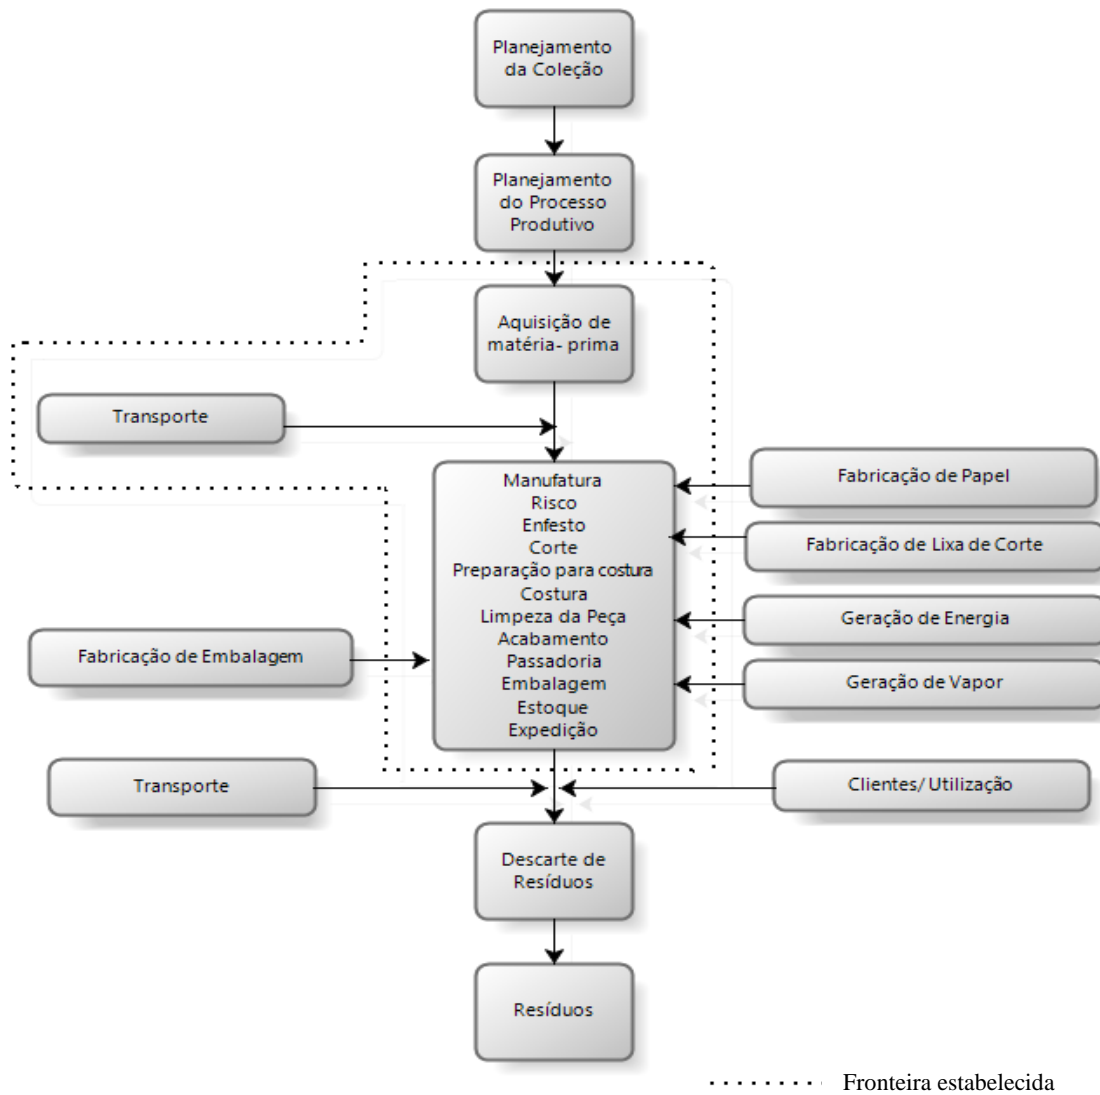 Planejamento
da Coleção
Planejamento
do Processo
Produtivo
Aquisição de
matéria- prima
Transporte
Manufatura
Risco
Enfesto
Corte
Preparação para costura
Costura
Limpeza da Peça
Acabamento
Passadoria
Embalagem
Estoque
Expedição
Fabricação de Papel
Fabricação de Lixa de Corte
Geração de Energia
Geração de Vapor
Fabricação de Embalagem
Transporte
Clientes/ Utilização
Descarte de
Resíduos
Resíduos
Fronteira estabelecida